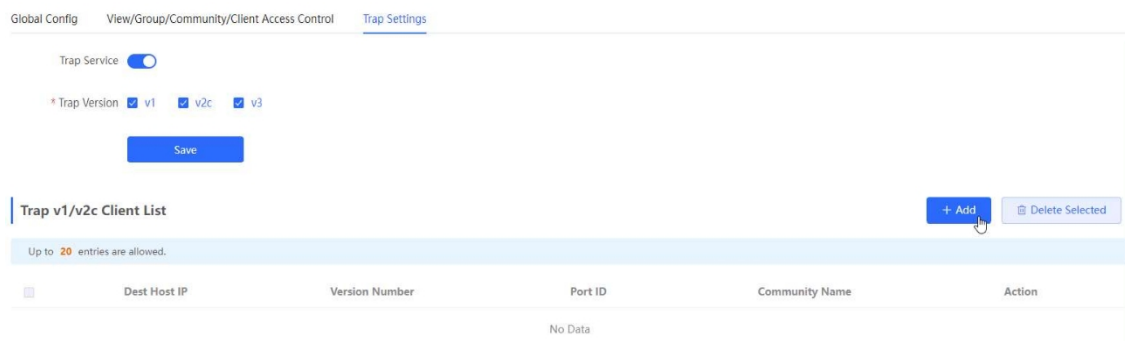 Global Config View/Group/Community/Client Access Control Trap Settings
Trap Service
* Trap Version v1 v2c v3
Save
Trap v1/v2c Client List + Add Delete Selected
Up to 20 entries are allowed.
Dest Host IP Version Number Port ID Community Name Action
No Data